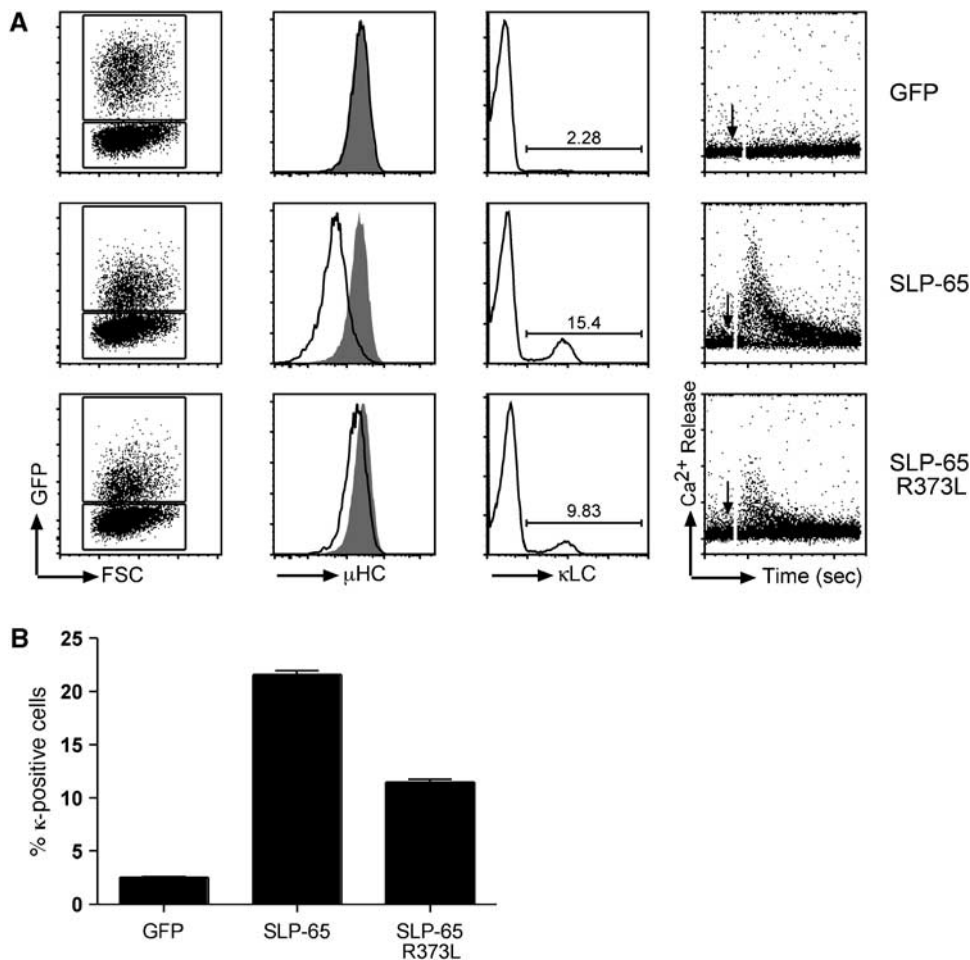 A
GFP
2.28
SLP-65
15.4
SLP-65
R373L
9.83
GFP
FSC
μHC
κLC
Ca2+ Release
Time (sec)
B
% κ-positive cells
25
20
15
10
5
0
GFP
SLP-65
SLP-65
R373L